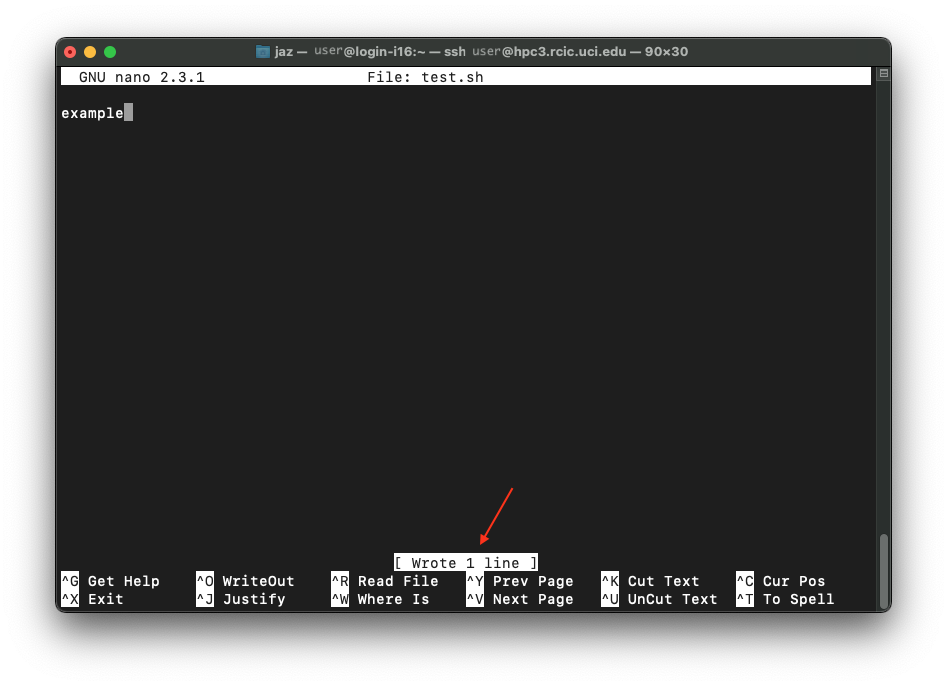 jaz — user@login-i16:~ — ssh user@hpc3.rcic.uci.edu — 90×30
GNU nano 2.3.1 File: test.sh
example
[ Wrote 1 line ]
^G Get Help ^O WriteOut ^R Read File ^Y Prev Page ^K Cut Text ^C Cur Pos
^X Exit ^J Justify ^W Where Is ^V Next Page ^U UnCut Text ^T To Spell